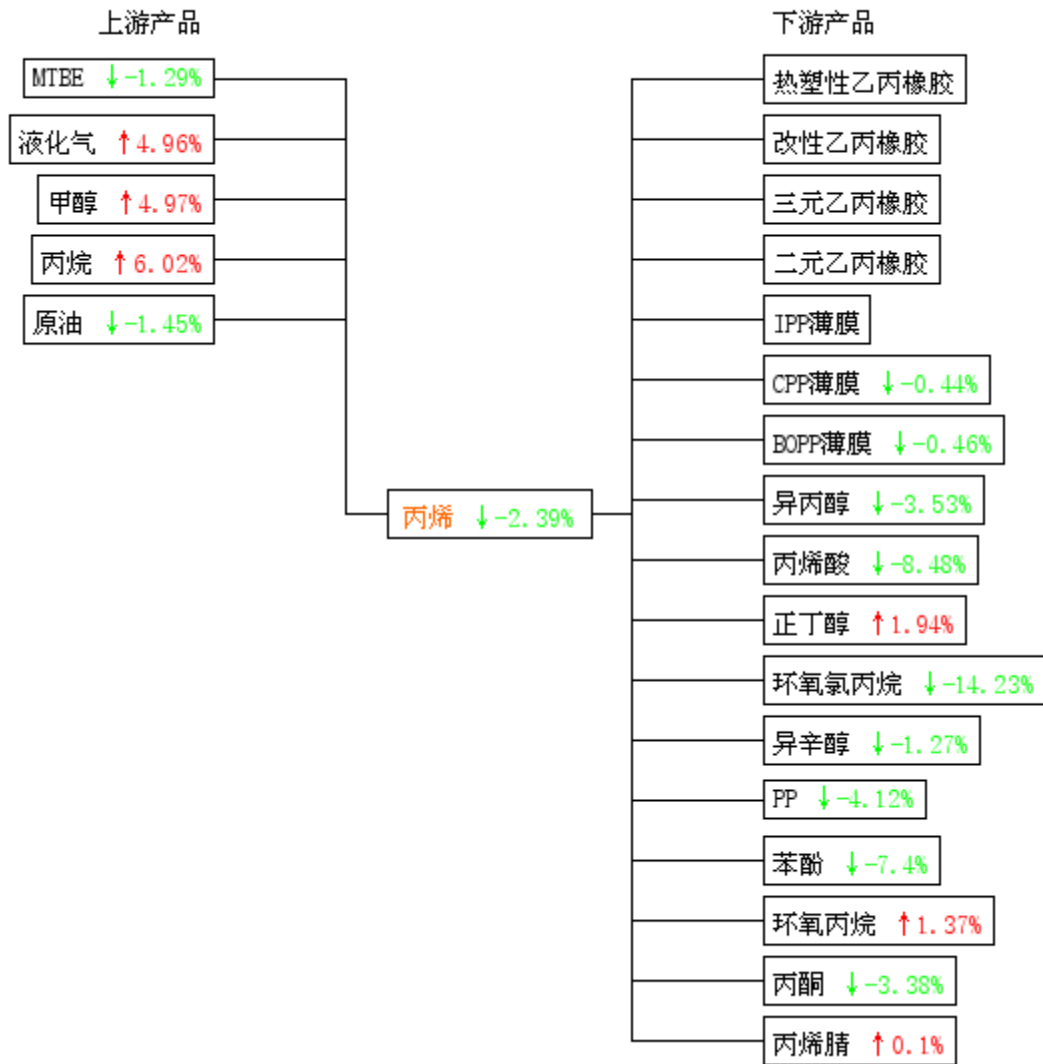 上游产品
MTBE ↓-1.29%
液化气 ↑4.96%
甲醇 ↑4.97%
丙烷 ↑6.02%
原油 ↓-1.45%
丙烯 ↓-2.39%
下游产品
热塑性乙丙橡胶
改性乙丙橡胶
三元乙丙橡胶
二元乙丙橡胶
IPP薄膜
CPP薄膜 ↓-0.44%
BOPP薄膜 ↓-0.46%
异丙醇 ↓-3.53%
丙烯酸 ↓-8.48%
正丁醇 ↑1.94%
环氧氯丙烷 ↓-14.23%
异辛醇 ↓-1.27%
PP ↓-4.12%
苯酚 ↓-7.4%
环氧丙烷 ↑1.37%
丙酮 ↓-3.38%
丙烯腈 ↑0.1%